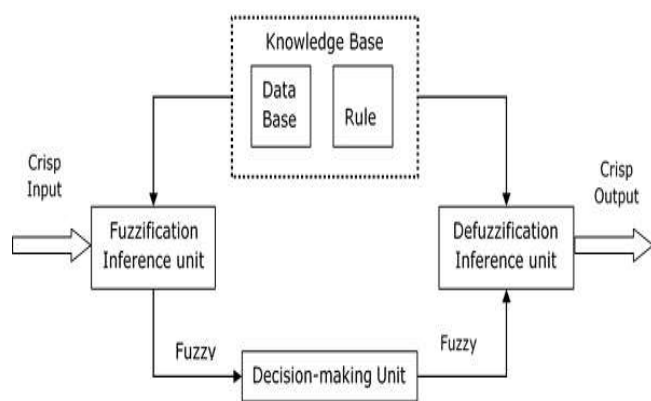 Knowledge Base
Data
Base
Rule
Crisp
Input
Crisp
Output
Fuzzification
Inference unit
Defuzzification
Inference unit
Fuzzy
Fuzzy
Decision-making Unit